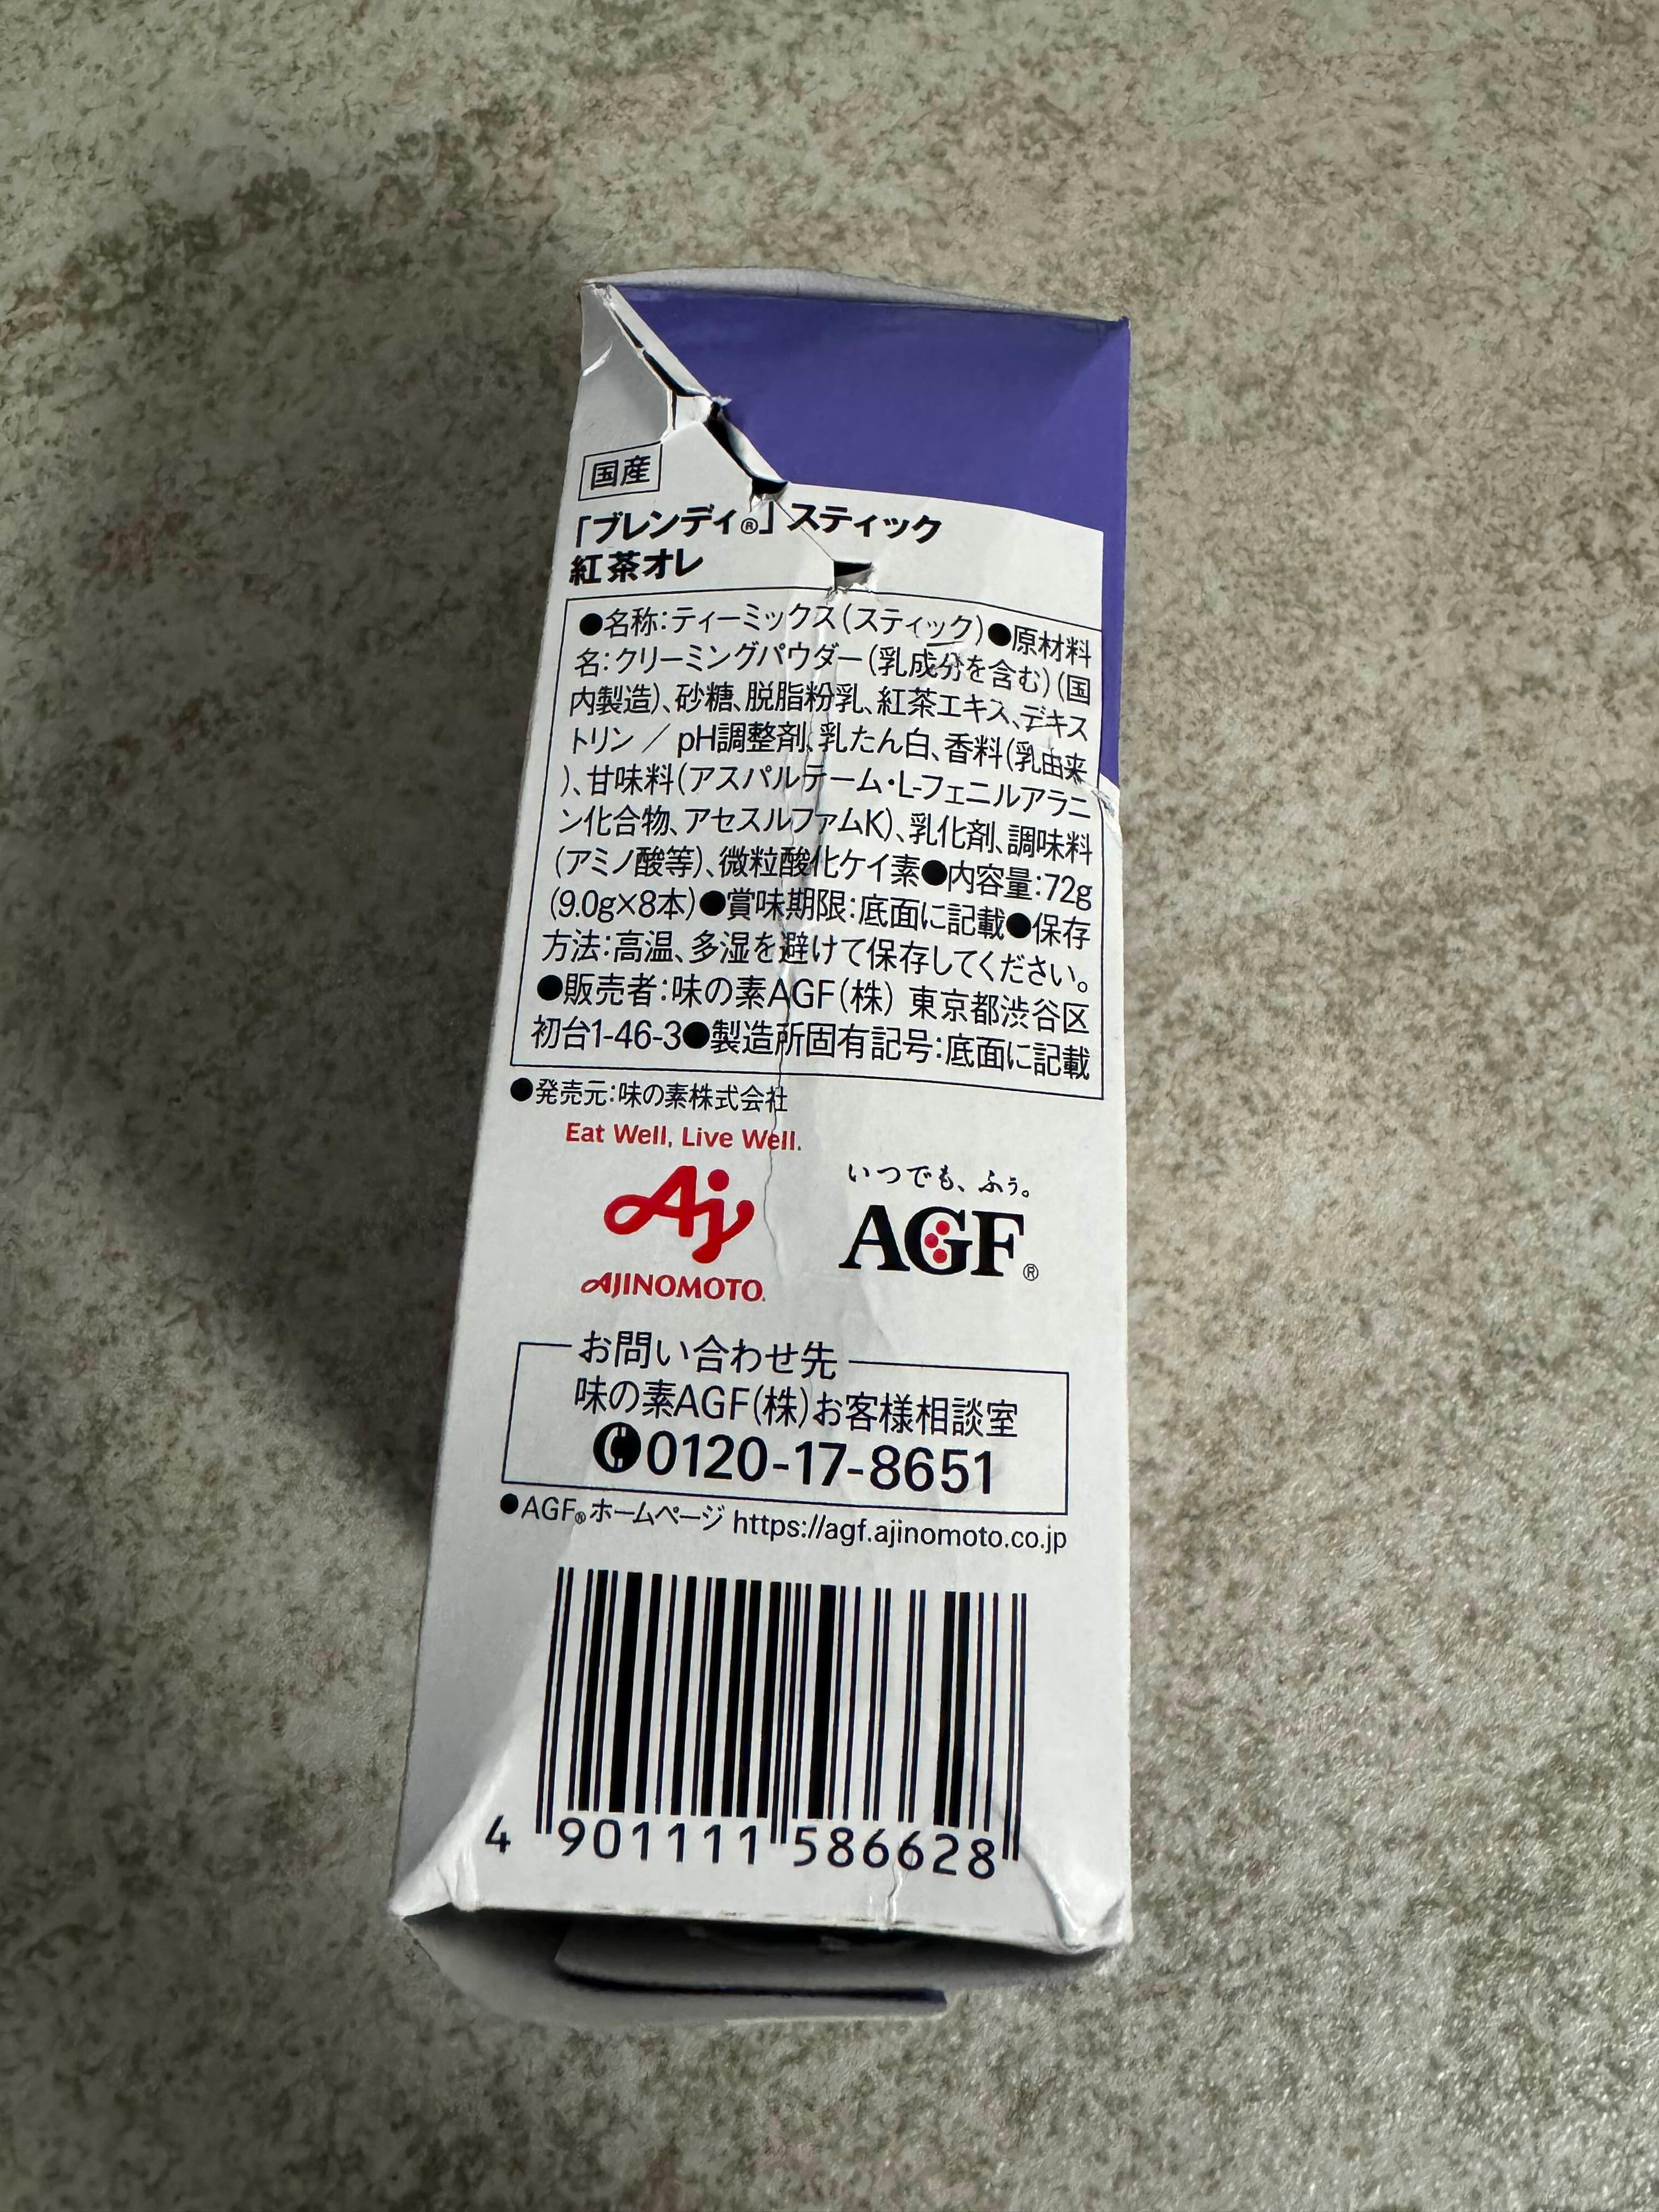 国産
「ブレンディ®」スティック
紅茶オレ
●名称:ティーミックス(スティック)●原材料
名:クリーミングパウダー(乳成分を含む)(国
内製造)、砂糖、脱脂粉乳、紅茶エキス、デキス
トリン / pH調整剤、乳たん白、香料(乳由来
)、甘味料(アスパルテーム・L-フェニルアラニ
ン化合物、アセスルファムK)、乳化剤、調味料
(アミノ酸等)、微粒酸化ケイ素●内容量:72g
(9.0g×8本)●賞味期限:底面に記載●保存
方法:高温、多湿を避けて保存してください。
●販売者:味の素AGF(株) 東京都渋谷区
初台1-46-3●製造所固有記号:底面に記載
●発売元:味の素株式会社
Eat Well, Live Well.
Aj
AJINOMOTO®
いつでも、ふぅ。
AGF®
お問い合わせ先
味の素AGF(株)お客様相談室
0120-17-8651
●AGF®ホームページ https://agf.ajinomoto.co.jp
4 901111 586628